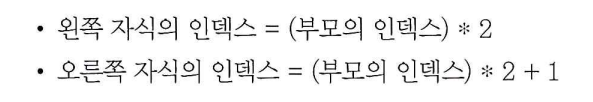 • 왼쪽 자식의 인덱스 = (부모의 인덱스) * 2
• 오른쪽 자식의 인덱스 = (부모의 인덱스) * 2 + 1